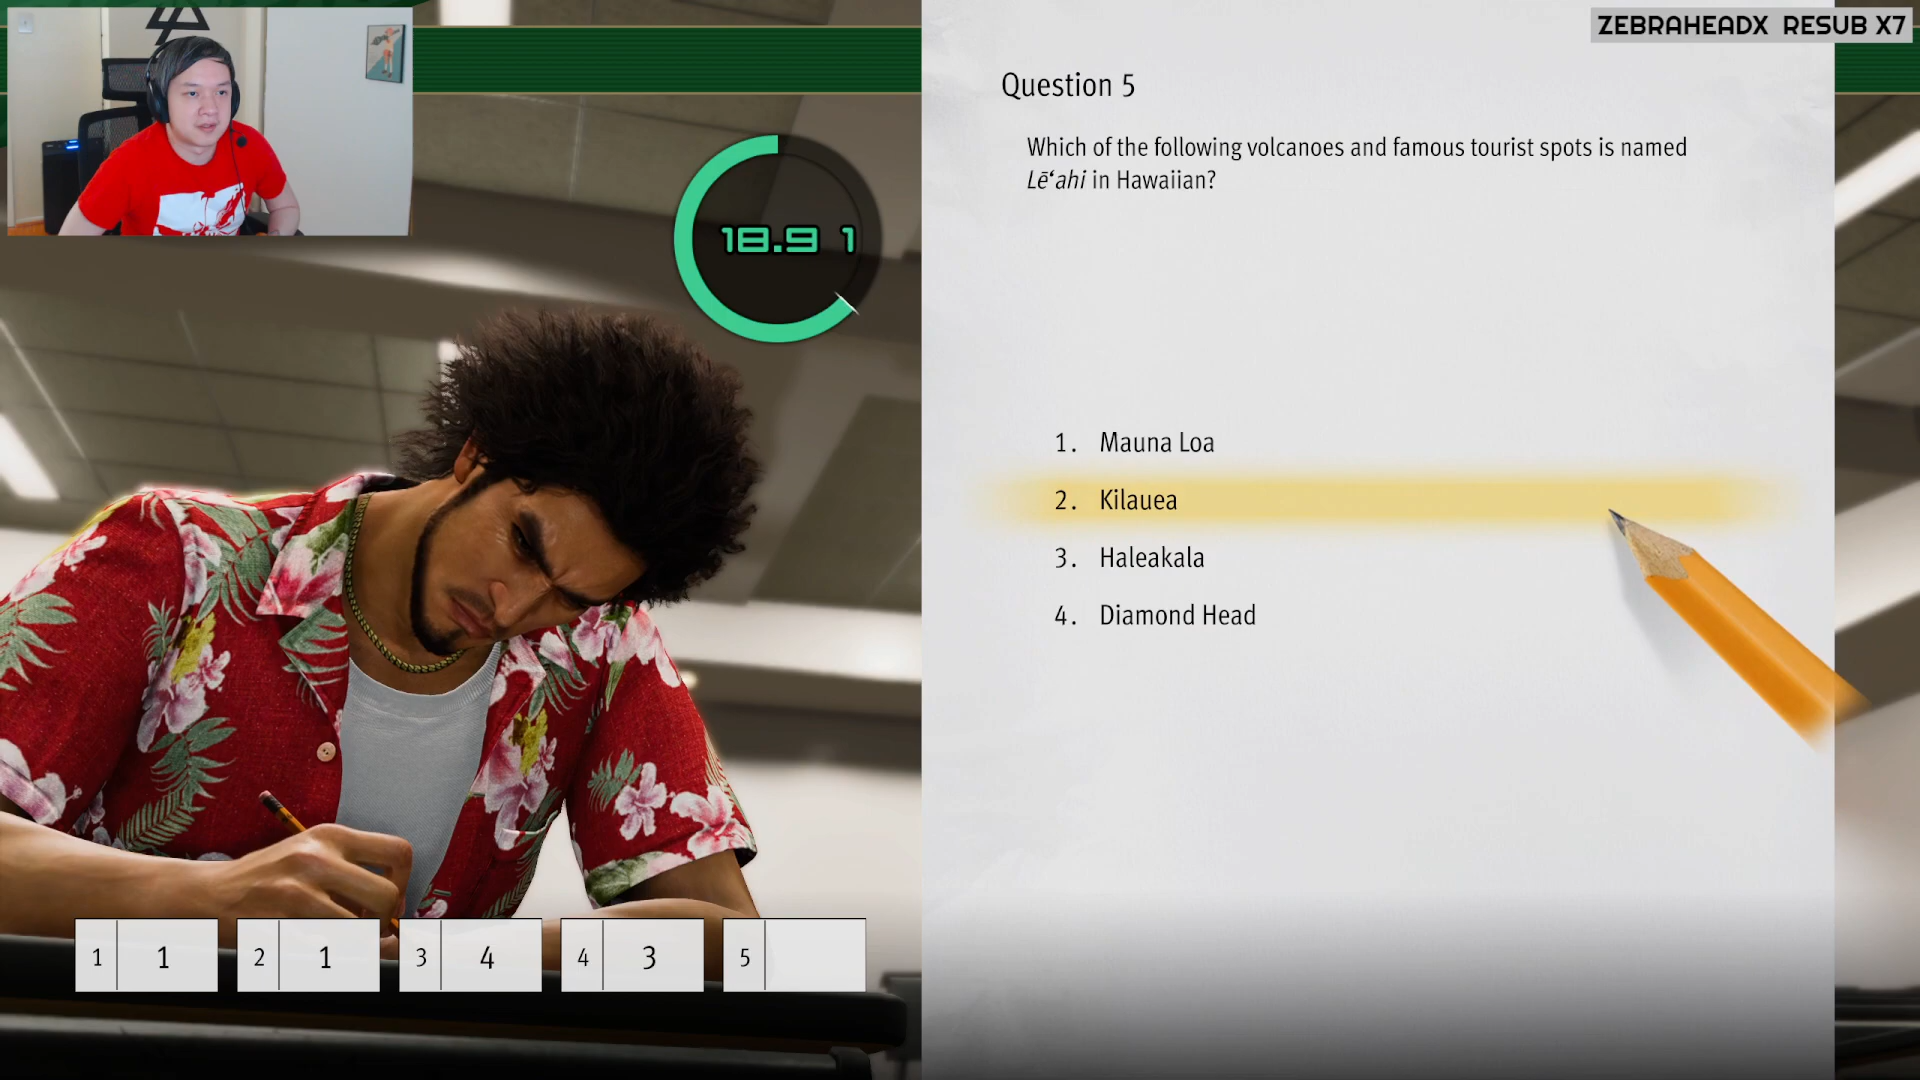 ZEBRAHEADX RESUB X7
Question 5
Which of the following volcanoes and famous tourist spots is named
Lēʻahi in Hawaiian?
18.91
1. Mauna Loa
2. Kilauea
3. Haleakala
4. Diamond Head
1 1
2 1
3 4
4 3
5